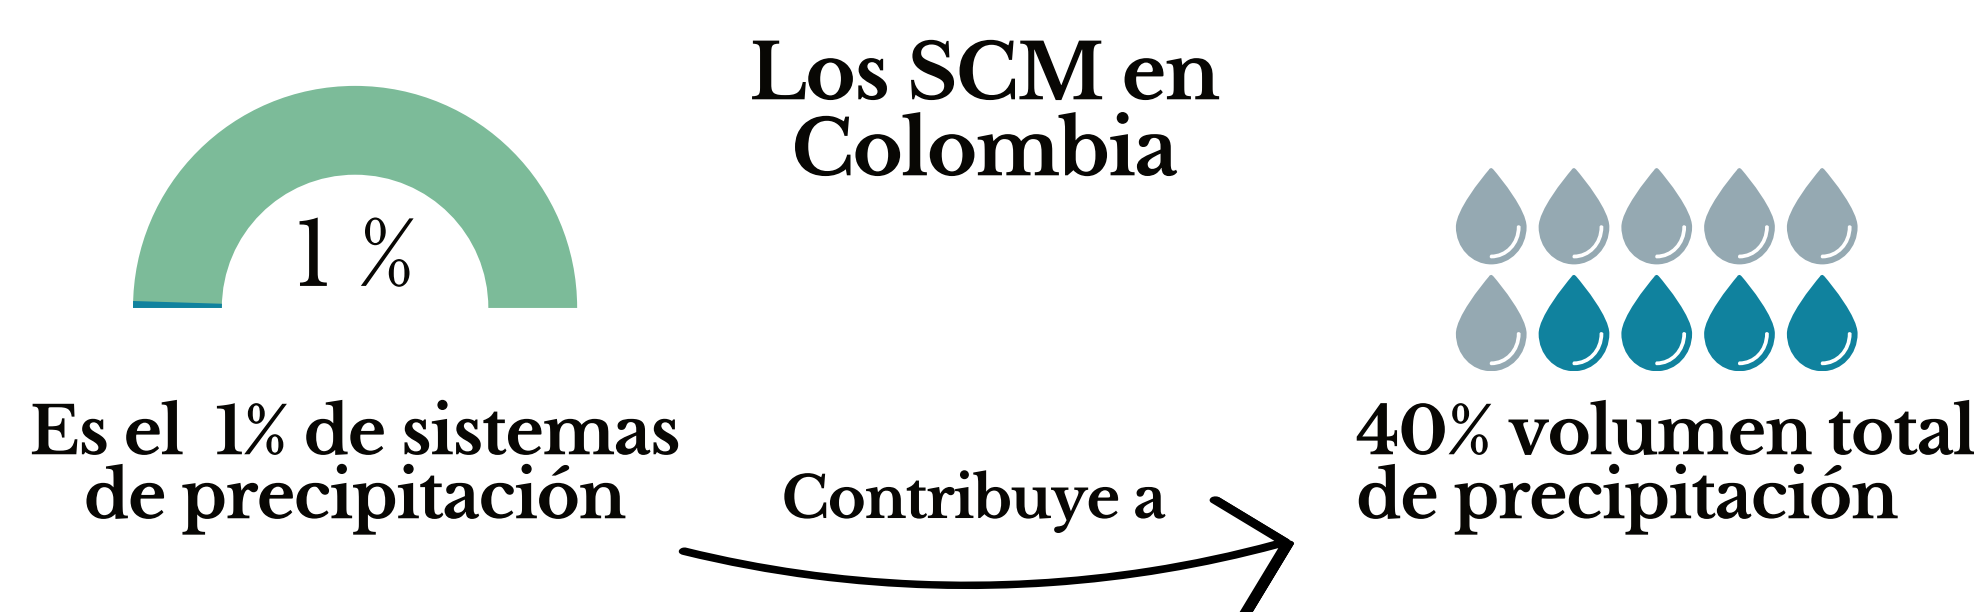 Los SCM en
Colombia
1 %
Es el 1% de sistemas
de precipitación
Contribuye a
40% volumen total
de precipitación